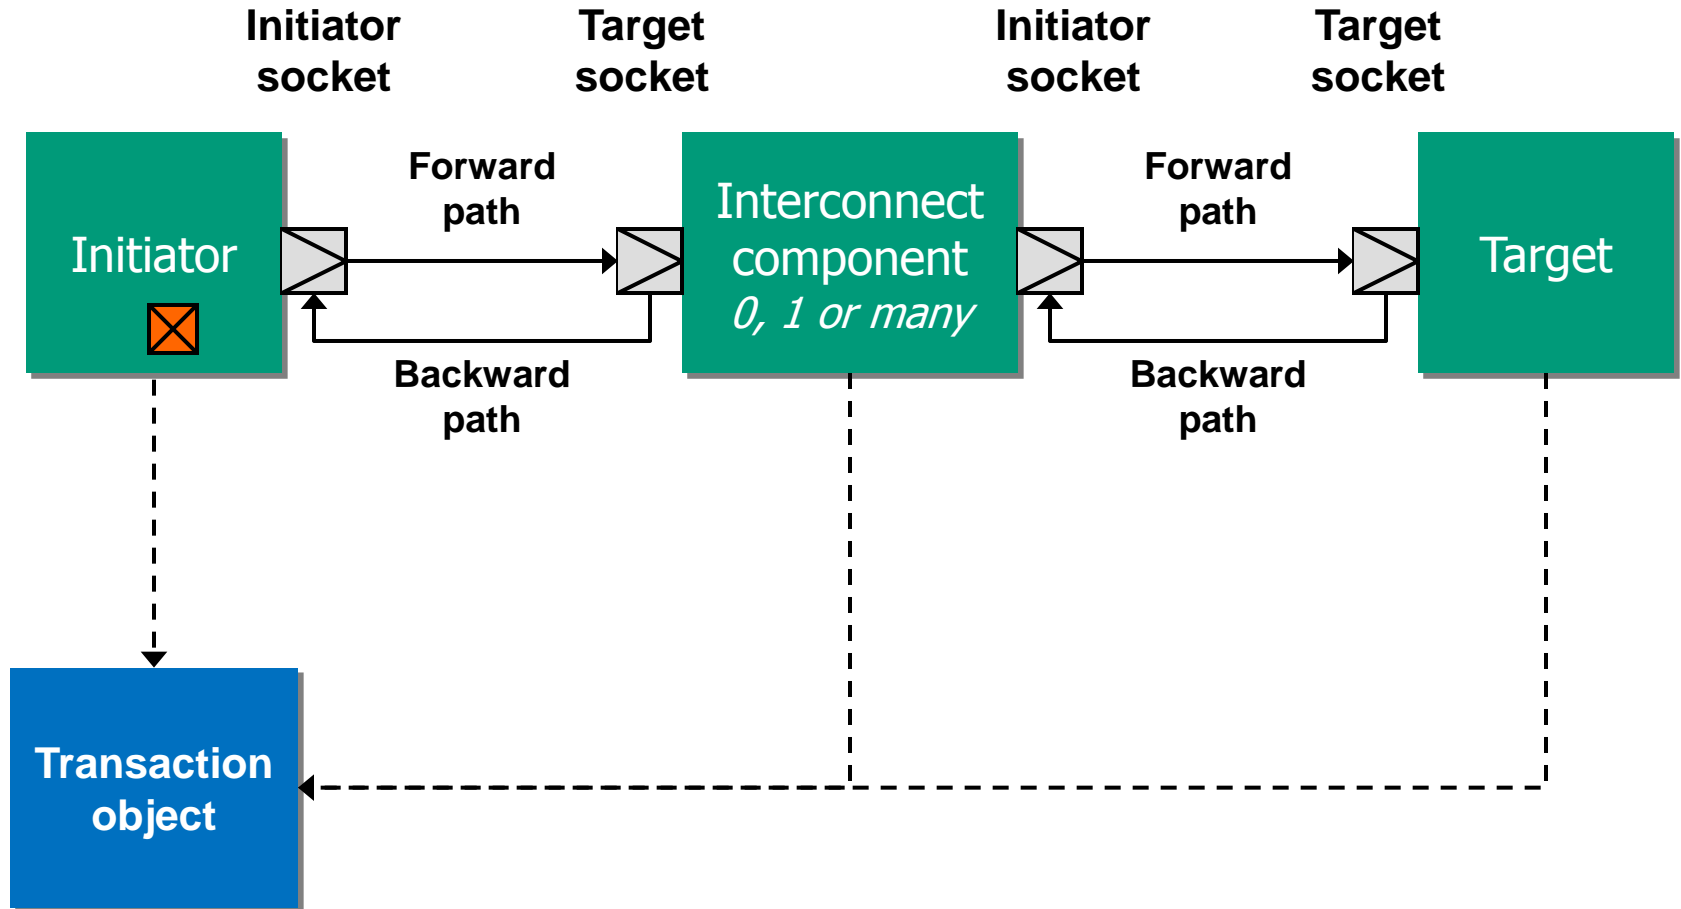 Initiator
socket
Target
socket
Initiator
socket
Target
socket
Initiator
Forward
path
Backward
path
Interconnect
component
0, 1 or many
Forward
path
Backward
path
Target
Transaction
object